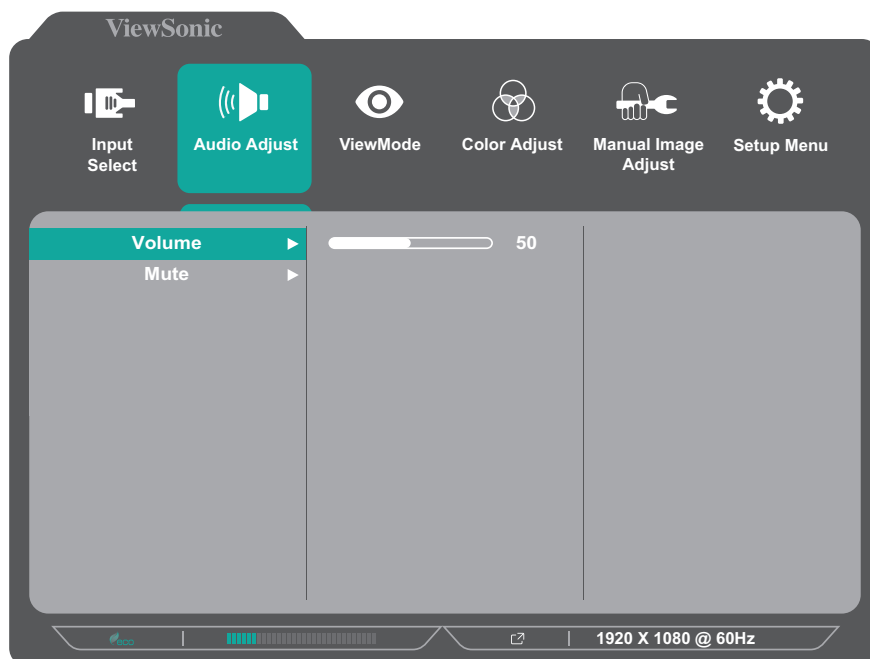 ViewSonic
Input
Select
Audio Adjust
ViewMode
Color Adjust
Manual Image
Adjust
Setup Menu
Volume
50
Mute
eco
1920 X 1080 @ 60Hz